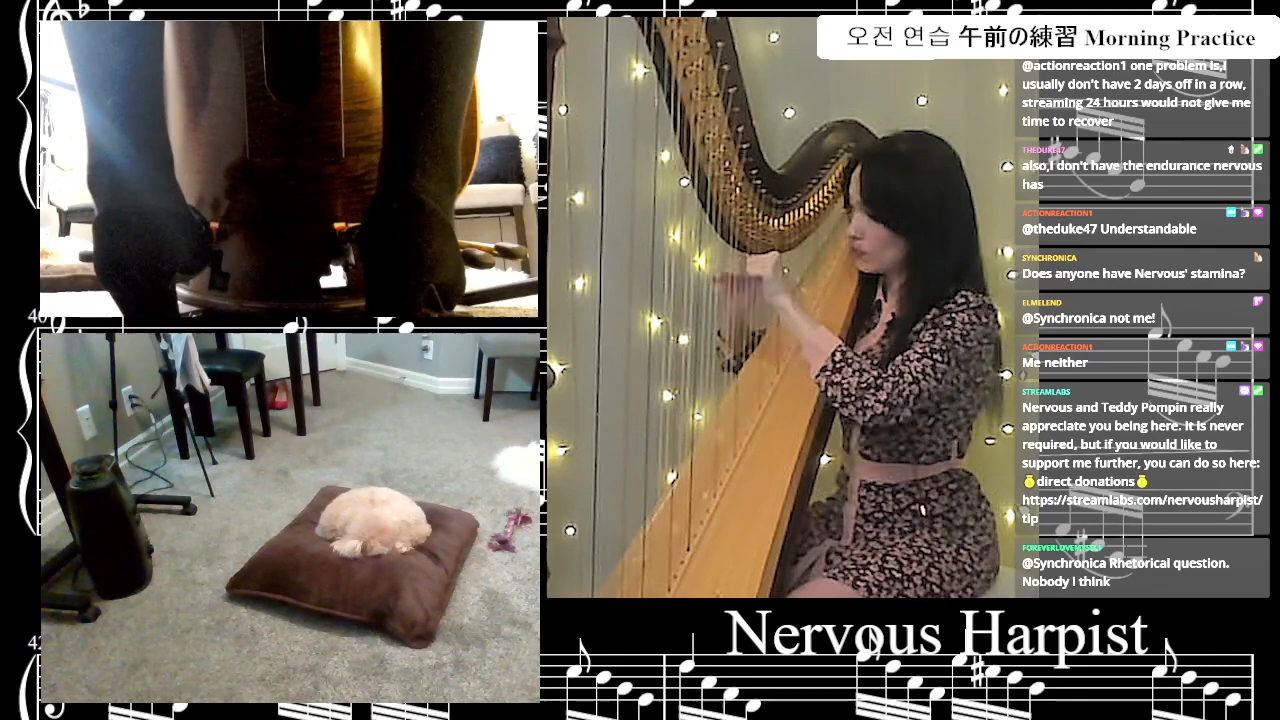 오전 연습 午前の練習 Morning Practice
@actionreaction1 one problem is,i
usually don't have 2 days off in a row,
streaming 24 hours would not give me
time to recover
THEDUKE47
also,I don't have the endurance nervous
has
ACTIONREACTION1
@theduke47 Understandable
SYNCHRONICA
Does anyone have Nervous' stamina?
ELMELEND
@Synchronica not me!
ACTIONREACTION1
Me neither
STREAMLABS
Nervous and Teddy Pompin really
appreciate you being here. It is never
required, but if you would like to
support me further, you can do so here:
direct donations
https://streamlabs.com/nervousharpist/
tip
FOREVERLOVEMYSELF
@Synchronica Rhetorical question.
Nobody I think
Nervous Harpist